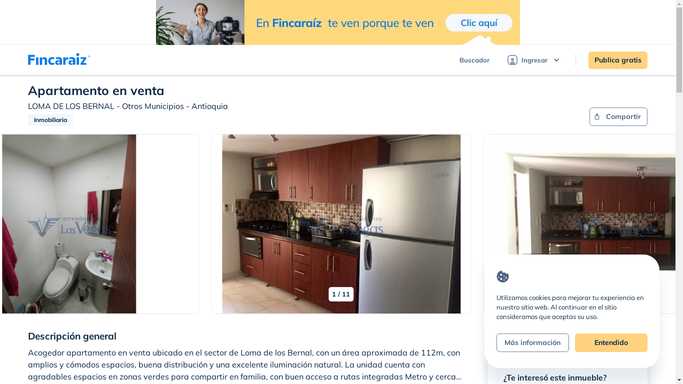 En Fincaraíz te ven porque te ven
Clic aquí
Fincaraiz
Buscador
Ingresar
Publica gratis
Apartamento en venta
LOMA DE LOS BERNAL - Otros Municipios - Antioquia
Inmobiliaria
Compartir
1 / 11
Utilizamos cookies para mejorar tu experiencia en
nuestro sitio web. Al continuar en el sitio
consideramos que aceptas su uso.
Más información
Entendido
Descripción general
Acogedor apartamento en venta ubicado en el sector de Loma de los Bernal, con un área aproximada de 112m, con
amplios y cómodos espacios, buena distribución y una excelente iluminación natural. La unidad cuenta con
agradables espacios en zonas verdes para compartir en familia, con buen acceso a rutas integradas Metro y cerca...
¿Te interesó este inmueble?